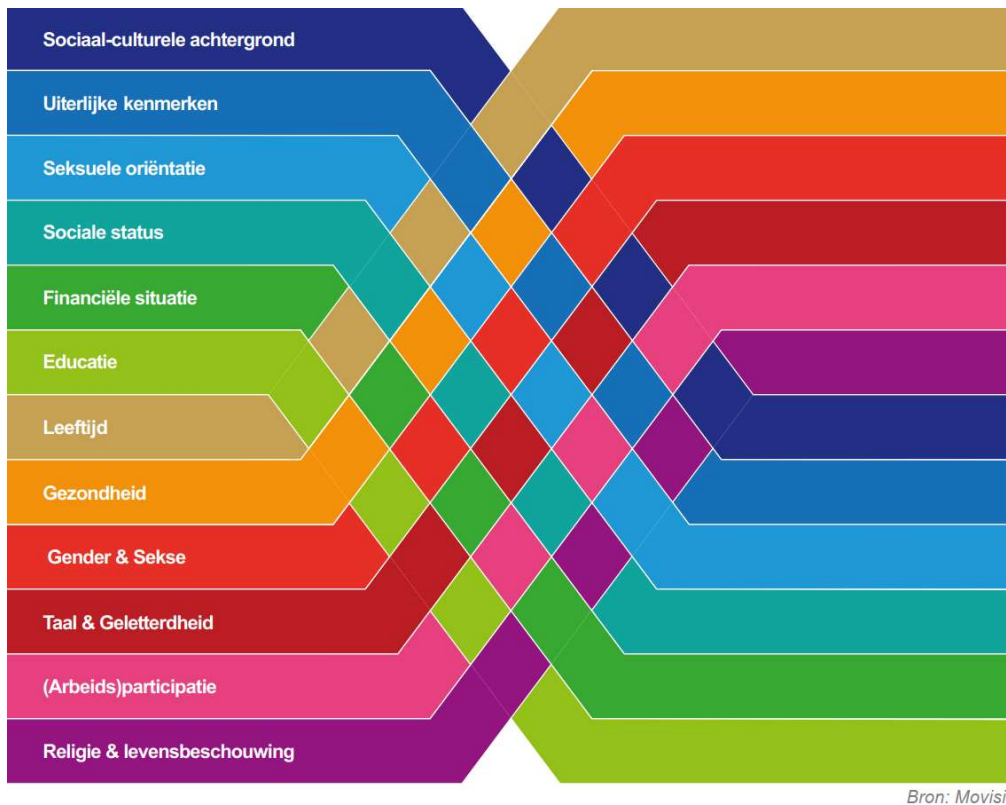 Sociaal-culturele achtergrond
Uiterlijke kenmerken
Seksuele oriëntatie
Sociale status
Financiële situatie
Educatie
Leeftijd
Gezondheid
Gender & Sekse
Taal & Geletterdheid
(Arbeids)participatie
Religie & levensbeschouwing
Bron: Movisi